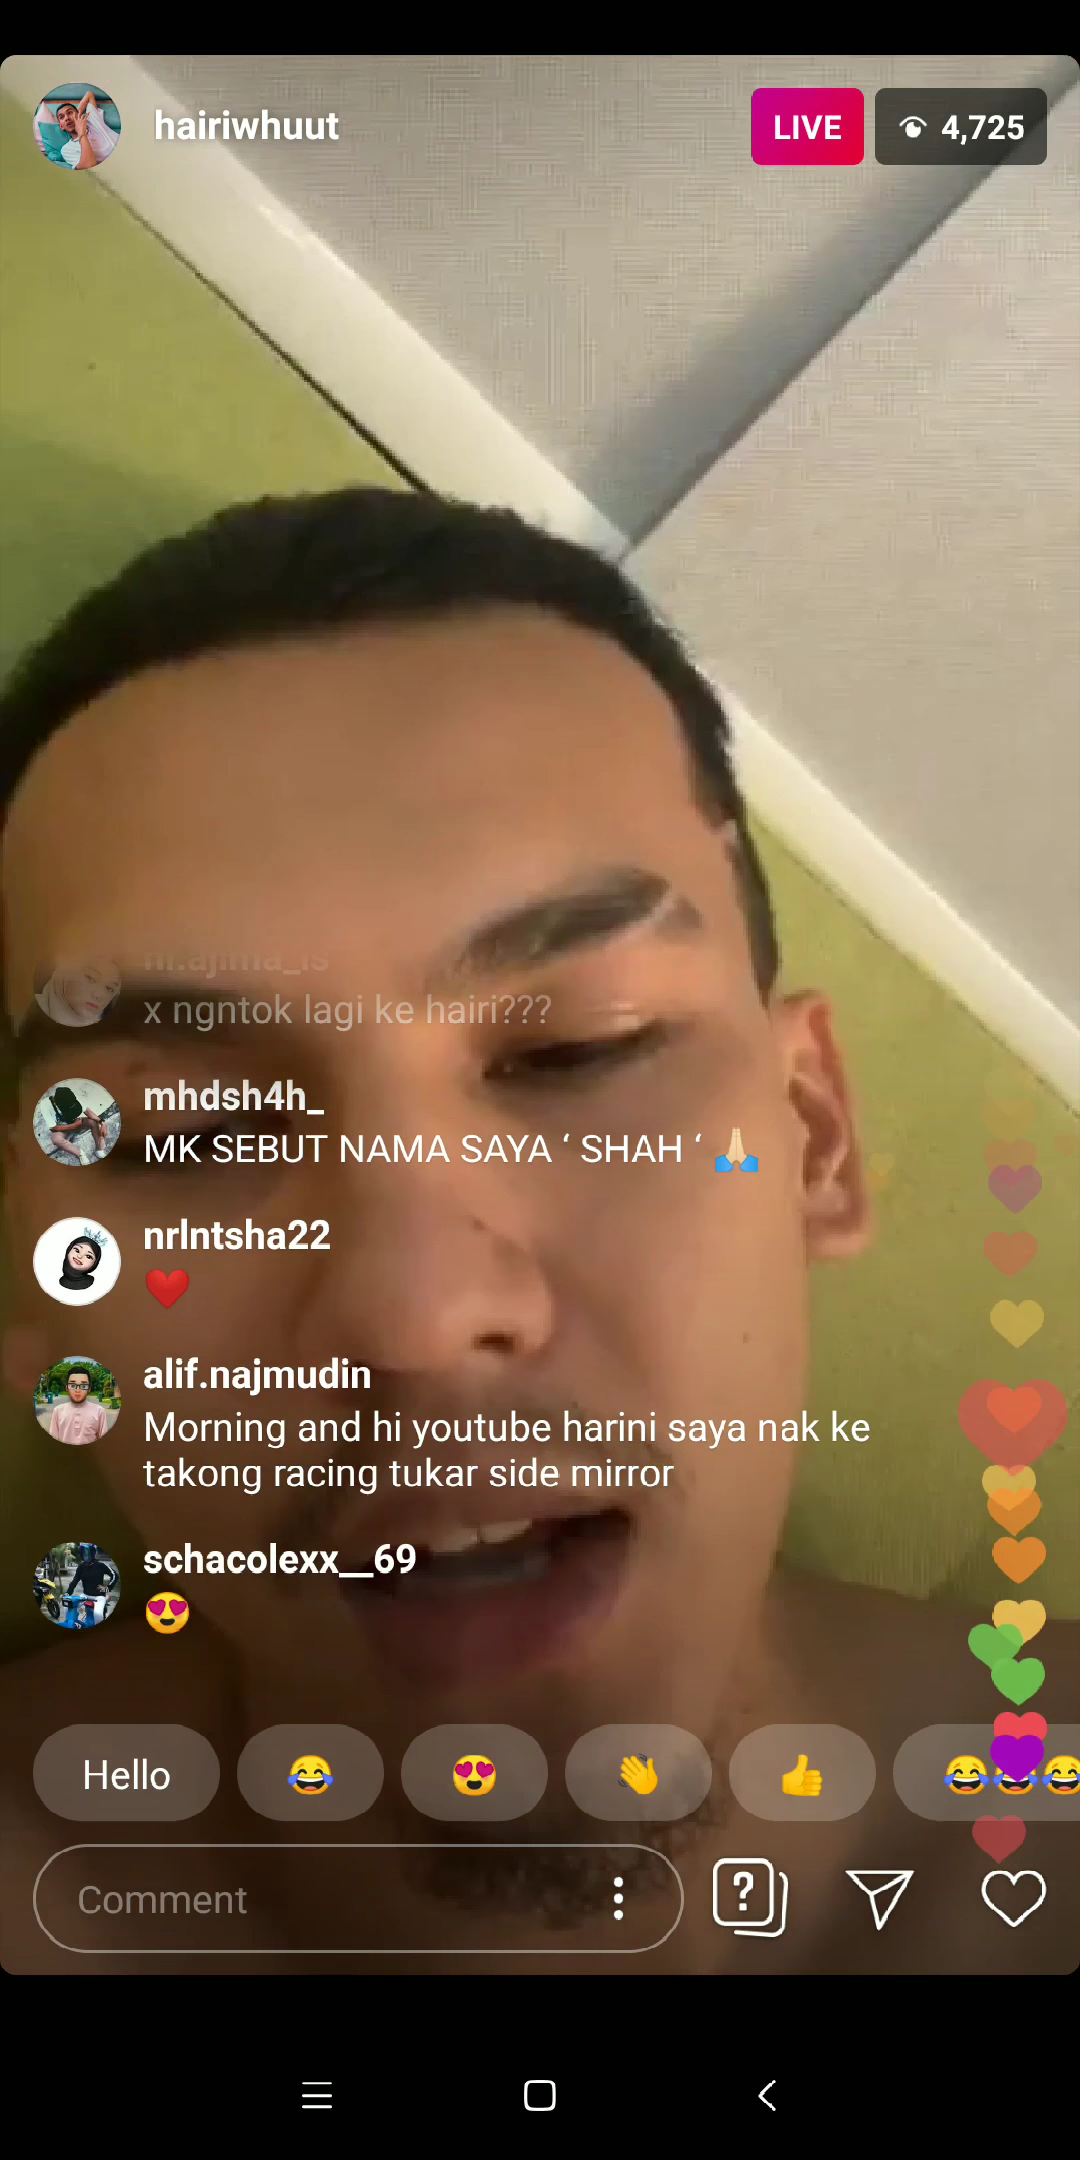 hairiwhuut
LIVE
4,725
m.ajima_is
x ngntok lagi ke hairi???
mhdsh4h_
MK SEBUT NAMA SAYA ‘ SHAH ‘ 🙏🏼
nrlntsha22
❤️
alif.najmudin
Morning and hi youtube harini saya nak ke
takong racing tukar side mirror
schacolexx__69
😍
Hello 😂 😍 👋 👍 😂😂😂
Comment